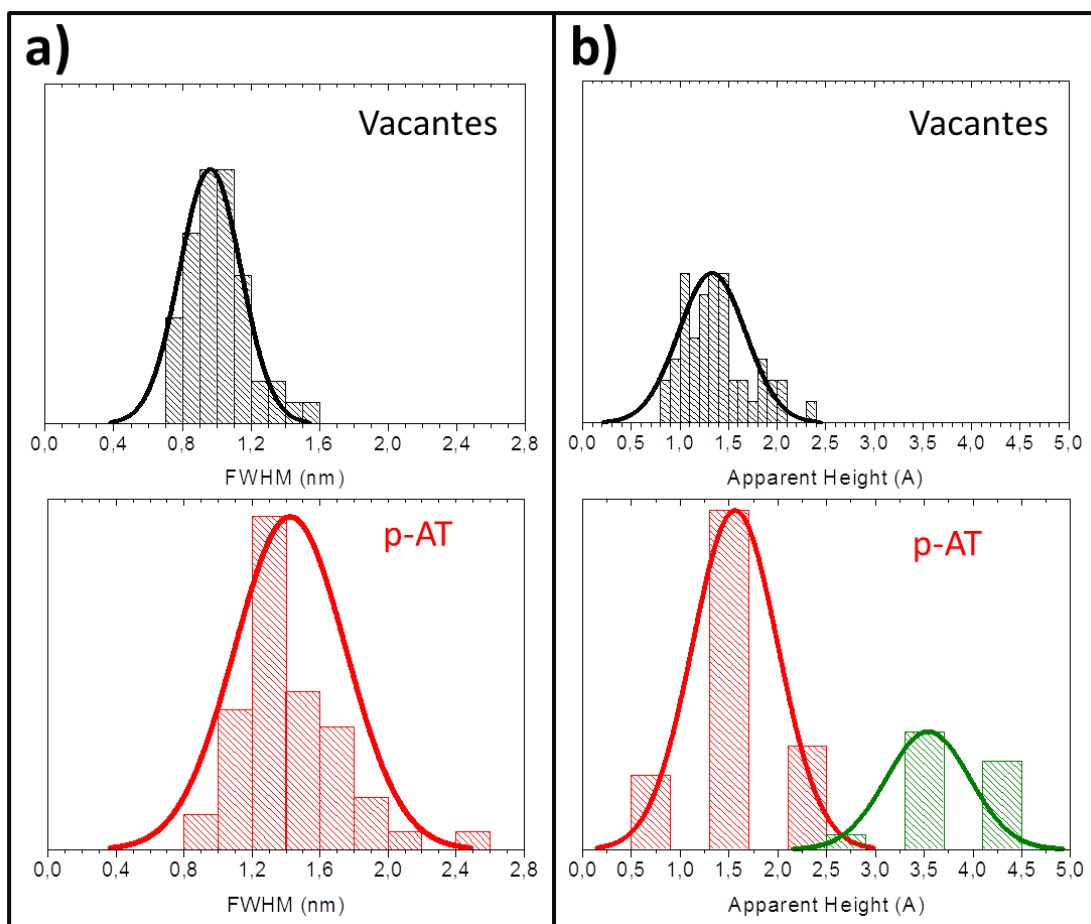 a)
Vacantes
0,0 0,4 0,8 1,2 1,6 2,0 2,4 2,8
FWHM (nm)
p-AT
0,0 0,4 0,8 1,2 1,6 2,0 2,4 2,8
FWHM (nm)
b)
Vacantes
0,0 0,5 1,0 1,5 2,0 2,5 3,0 3,5 4,0 4,5 5,0
Apparent Height (A)
p-AT
0,0 0,5 1,0 1,5 2,0 2,5 3,0 3,5 4,0 4,5 5,0
Apparent Height (A)